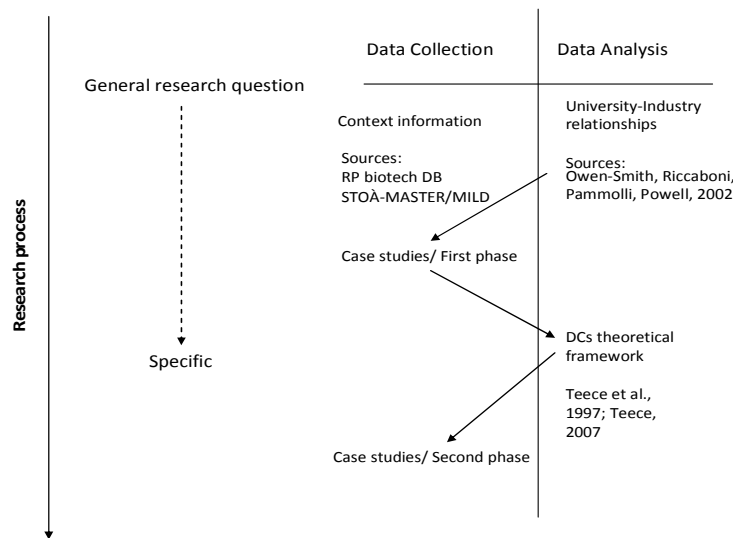 Data Collection
Data Analysis
General research question
Context information
University-Industry
relationships
Sources:
RP biotech DB
STOÀ-MASTER/MILD
Sources:
Owen-Smith, Riccaboni,
Pammolli, Powell, 2002
Case studies/ First phase
Research process
DCs theoretical
framework
Specific
Teece et al.,
1997; Teece,
2007
Case studies/ Second phase